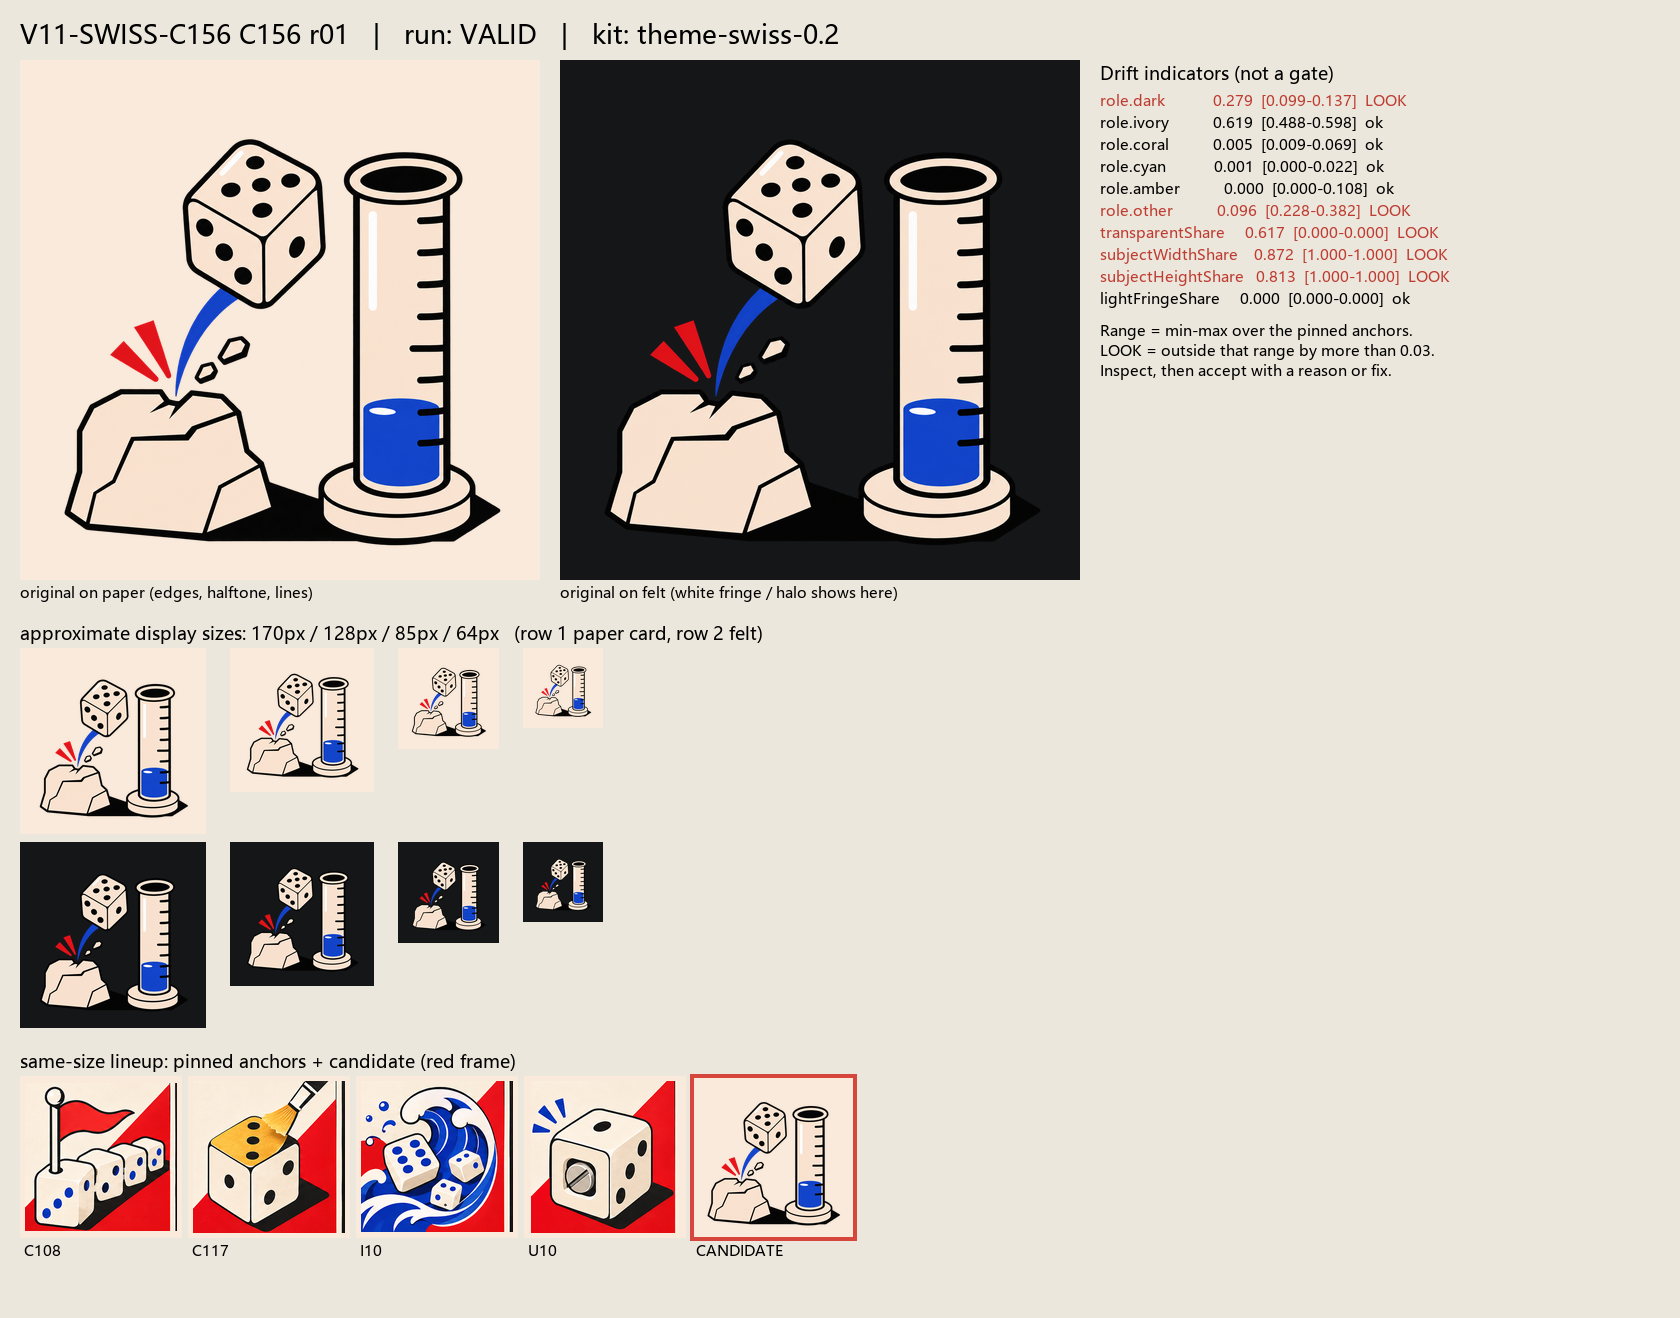 V11-SWISS-C156 C156 r01 | run: VALID | kit: theme-swiss-0.2
Drift indicators (not a gate)
role.dark 0.279 [0.099-0.137] LOOK
role.ivory 0.619 [0.488-0.598] ok
role.coral 0.005 [0.009-0.069] ok
role.cyan 0.001 [0.000-0.022] ok
role.amber 0.000 [0.000-0.108] ok
role.other 0.096 [0.228-0.382] LOOK
transparentShare 0.617 [0.000-0.000] LOOK
subjectWidthShare 0.872 [1.000-1.000] LOOK
subjectHeightShare 0.813 [1.000-1.000] LOOK
lightFringeShare 0.000 [0.000-0.000] ok
Range = min-max over the pinned anchors.
LOOK = outside that range by more than 0.03.
Inspect, then accept with a reason or fix.
original on paper (edges, halftone, lines)
original on felt (white fringe / halo shows here)
approximate display sizes: 170px / 128px / 85px / 64px (row 1 paper card, row 2 felt)
same-size lineup: pinned anchors + candidate (red frame)
C108
C117
I10
U10
CANDIDATE